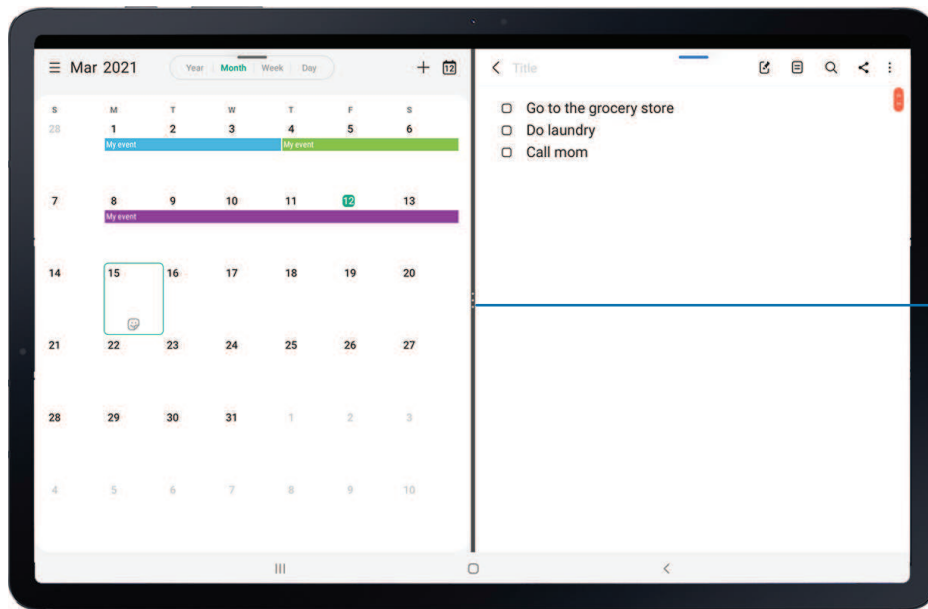 Mar 2021
Year Month Week Day
12
S M T W T F S
28 1 2 3 4 5 6
My event My event
7 8 9 10 11 12 13
My event
14 15 16 17 18 19 20
21 22 23 24 25 26 27
28 29 30 31 1 2 3
4 5 6 7 8 9 10
Title
Go to the grocery store
Do laundry
Call mom